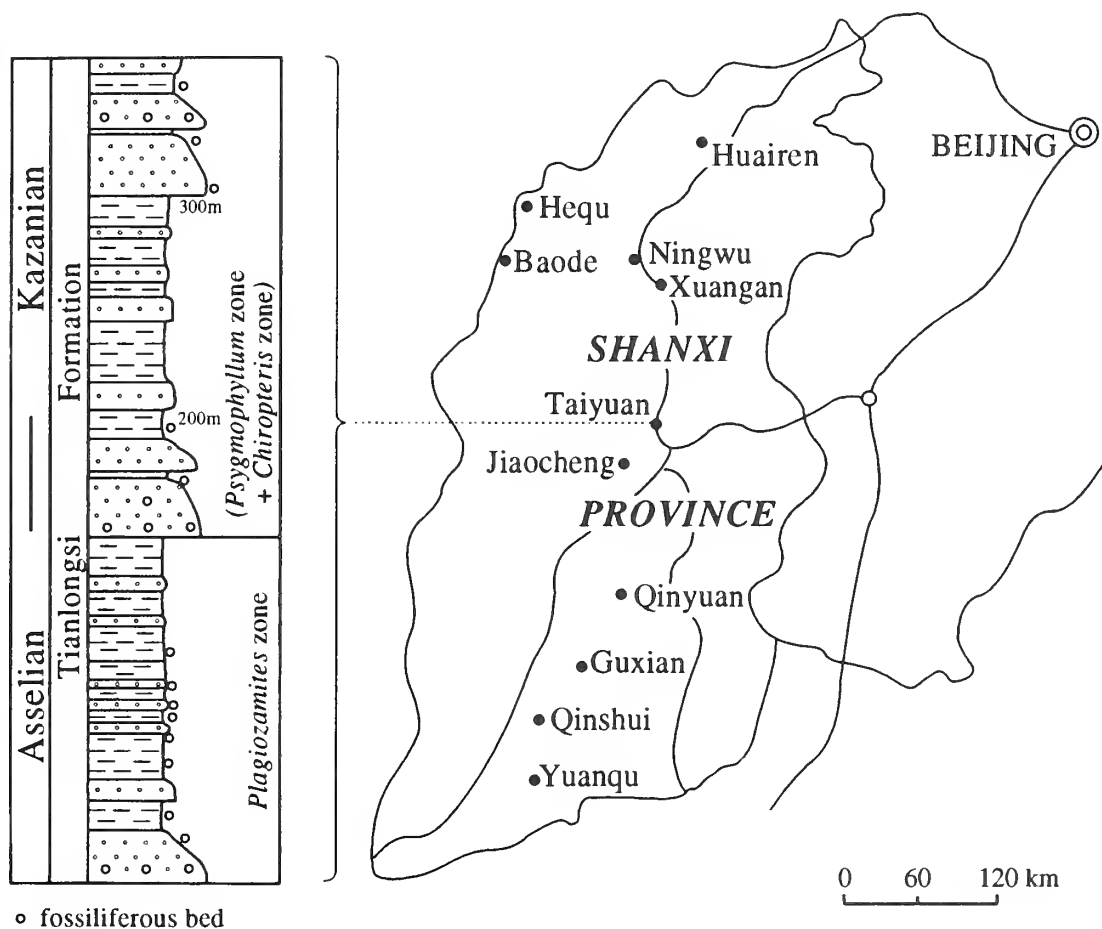 Kazanian
Asselian
Formation
Tianlongsi
300m
200m
(Psygmophyllum zone
+ Chiropteris zone)
Plagiozamites zone
o fossiliferous bed
BEIJING
Huairen
Hequ
Baode
Ningwu
Xuangan
SHANXI
Taiyuan
Jiaocheng
PROVINCE
Qinyuan
Guxian
Qinshui
Yuanqu
0 60 120 km